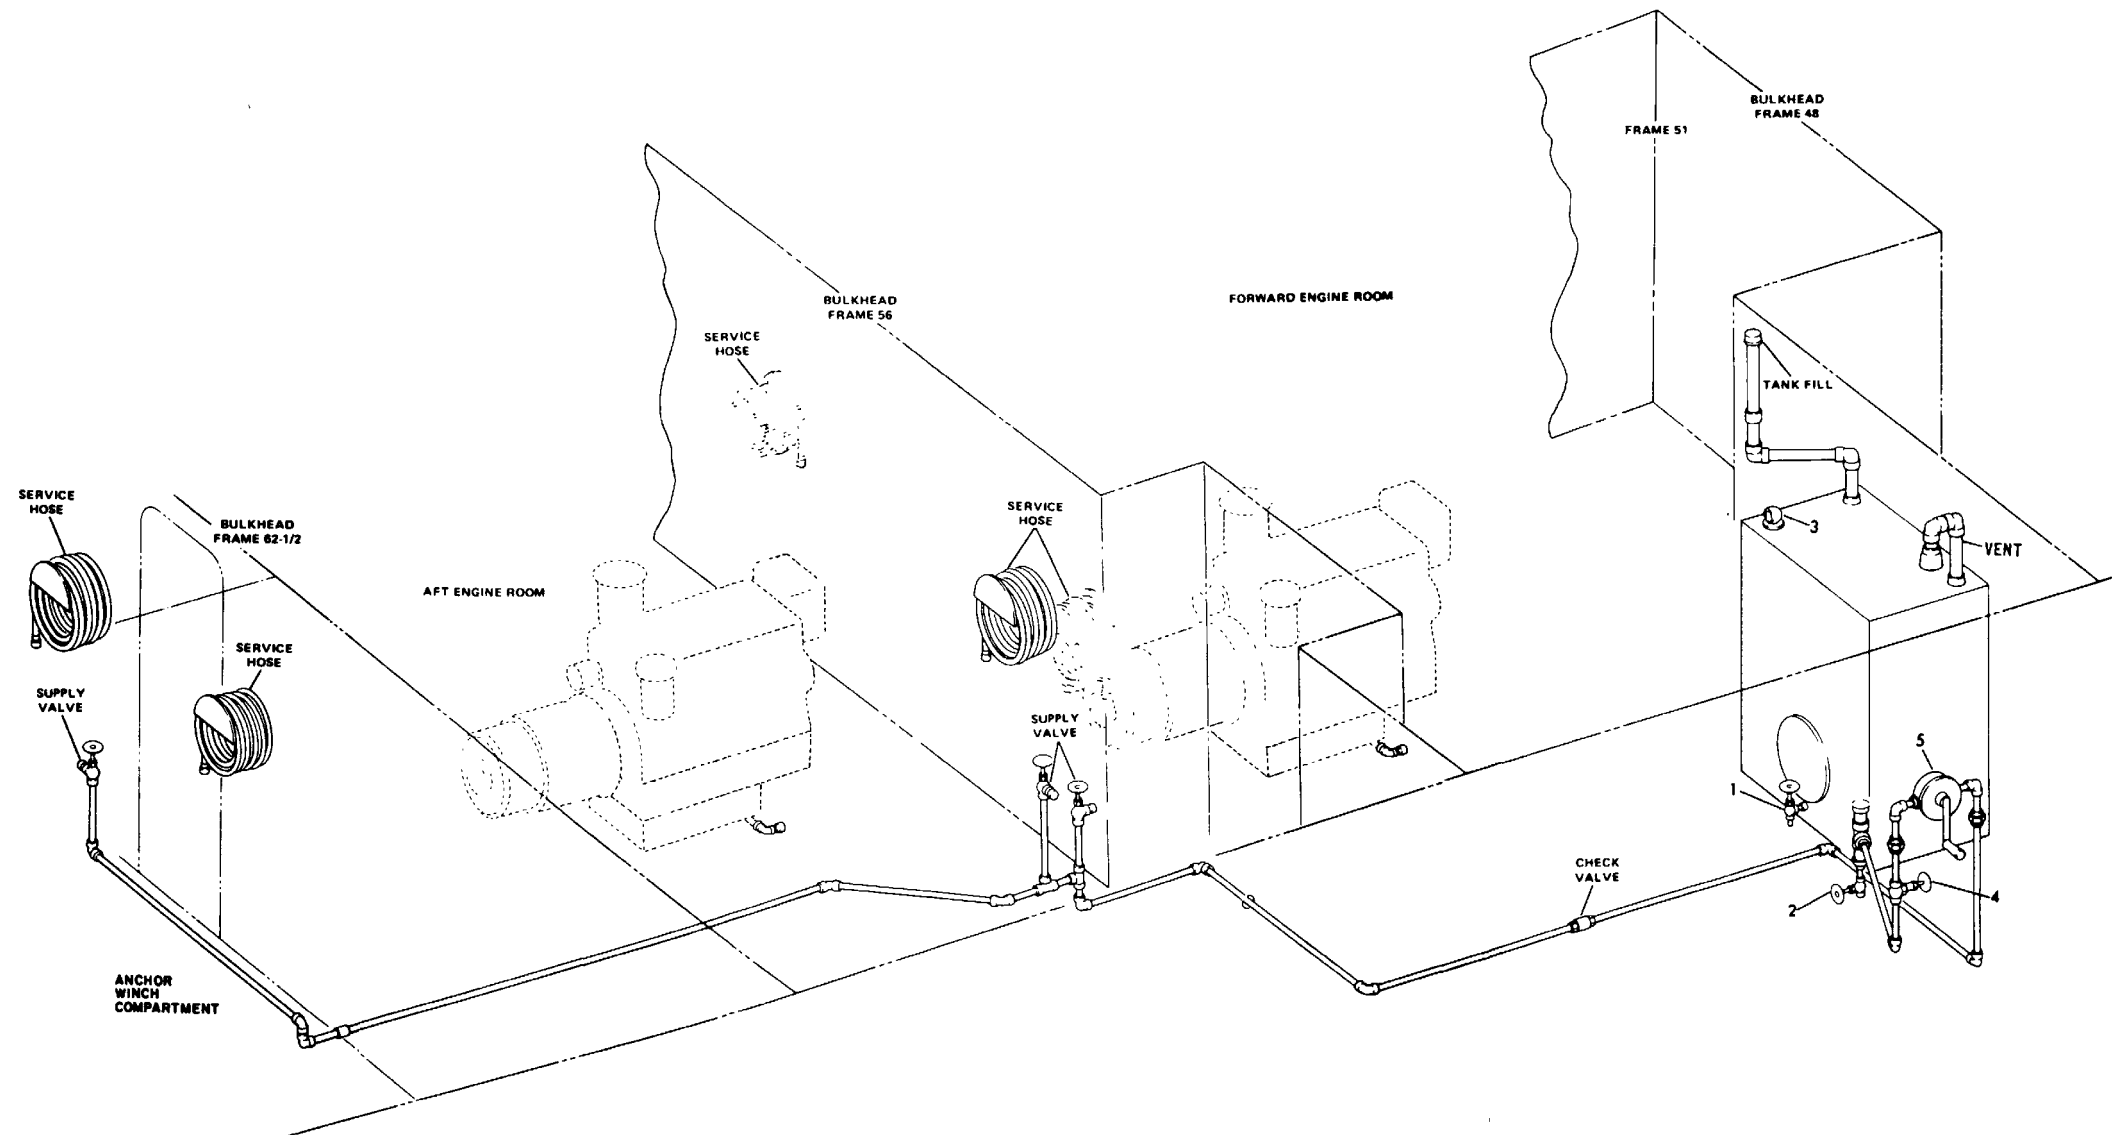 BULKHEAD
FRAME 48
FRAME 51
BULKHEAD
FRAME 56
FORWARD ENGINE ROOM
SERVICE
HOSE
TANK FILL
SERVICE
HOSE
BULKHEAD
FRAME 62-1/2
SERVICE
HOSE
3
VENT
AFT ENGINE ROOM
SERVICE
HOSE
SUPPLY
VALVE
SUPPLY
VALVE
5
1
CHECK
VALVE
2
4
ANCHOR
WINCH
COMPARTMENT